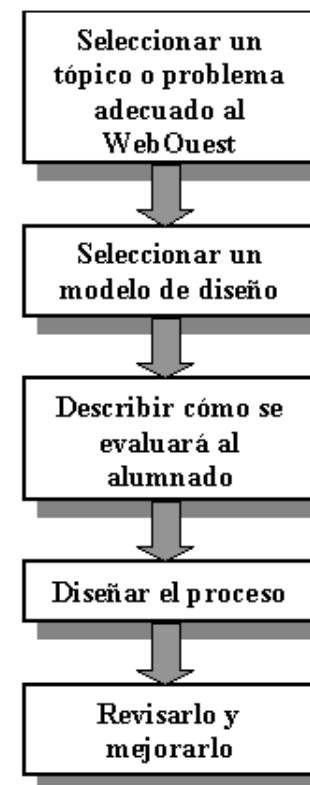 Seleccionar un
tópico o problema
adecuado al
WebQuest
Seleccionar un
modelo de diseño
Describir cómo se
evaluará al
alumnado
Diseñar el proceso
Revisarlo y
mejorarlo